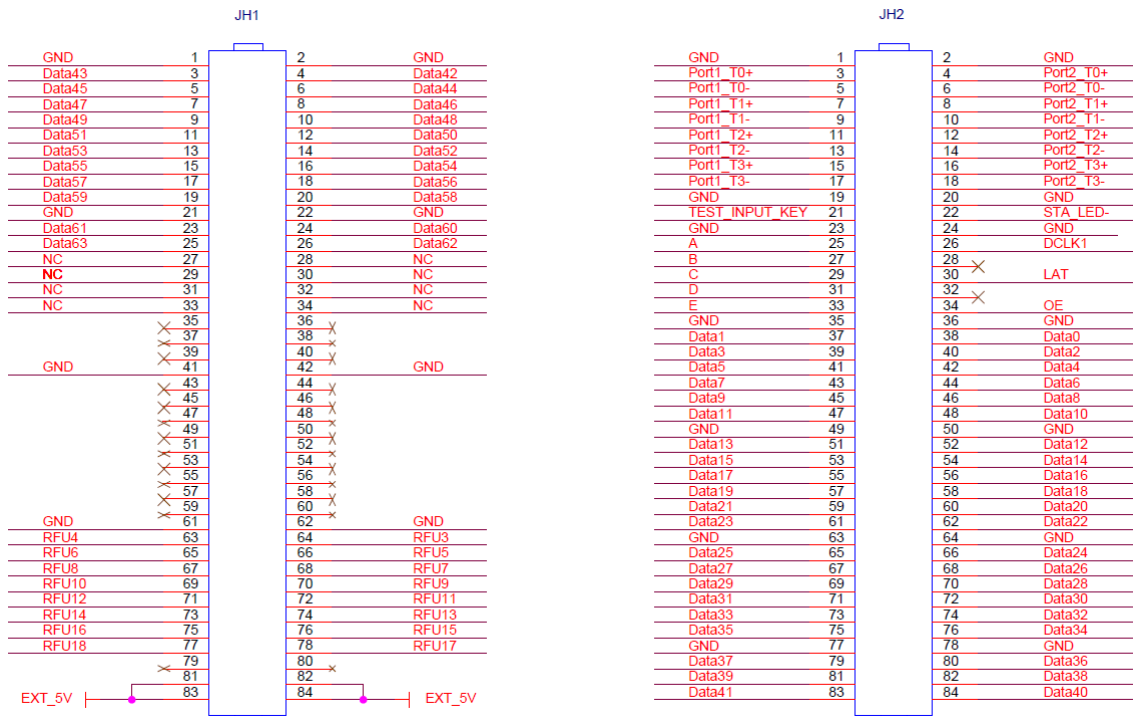 JH1 JH2
GND 1 2 GND GND 1 2 GND
Data43 3 4 Data42 Port1_T0+ 3 4 Port2_T0+
Data45 5 6 Data44 Port1_T0- 5 6 Port2_T0-
Data47 7 8 Data46 Port1_T1+ 7 8 Port2_T1+
Data49 9 10 Data48 Port1_T1- 9 10 Port2_T1-
Data51 11 12 Data50 Port1_T2+ 11 12 Port2_T2+
Data53 13 14 Data52 Port1_T2- 13 14 Port2_T2-
Data55 15 16 Data54 Port1_T3+ 15 16 Port2_T3+
Data57 17 18 Data56 Port1_T3- 17 18 Port2_T3-
Data59 19 20 Data58 GND 19 20 GND
GND 21 22 GND TEST_INPUT_KEY 21 22 STA_LED-
Data61 23 24 Data60 GND 23 24 GND
Data63 25 26 Data62 A 25 26 DCLK1
NC 27 28 NC B 27 28
NC 29 30 NC C 29 30 LAT
NC 31 32 NC D 31 32
NC 33 34 NC E 33 34 OE
35 36 GND 35 36 GND
37 38 Data1 37 38 Data0
39 40 Data3 39 40 Data2
GND 41 42 GND Data5 41 42 Data4
43 44 Data7 43 44 Data6
45 46 Data9 45 46 Data8
47 48 Data11 47 48 Data10
49 50 GND 49 50 GND
51 52 Data13 51 52 Data12
53 54 Data15 53 54 Data14
55 56 Data17 55 56 Data16
57 58 Data19 57 58 Data18
59 60 Data21 59 60 Data20
GND 61 62 GND Data23 61 62 Data22
RFU4 63 64 RFU3 GND 63 64 GND
RFU6 65 66 RFU5 Data25 65 66 Data24
RFU8 67 68 RFU7 Data27 67 68 Data26
RFU10 69 70 RFU9 Data29 69 70 Data28
RFU12 71 72 RFU11 Data31 71 72 Data30
RFU14 73 74 RFU13 Data33 73 74 Data32
RFU16 75 76 RFU15 Data35 75 76 Data34
RFU18 77 78 RFU17 GND 77 78 GND
79 80 Data37 79 80 Data36
81 82 Data39 81 82 Data38
EXT_5V 83 84 EXT_5V Data41 83 84 Data40